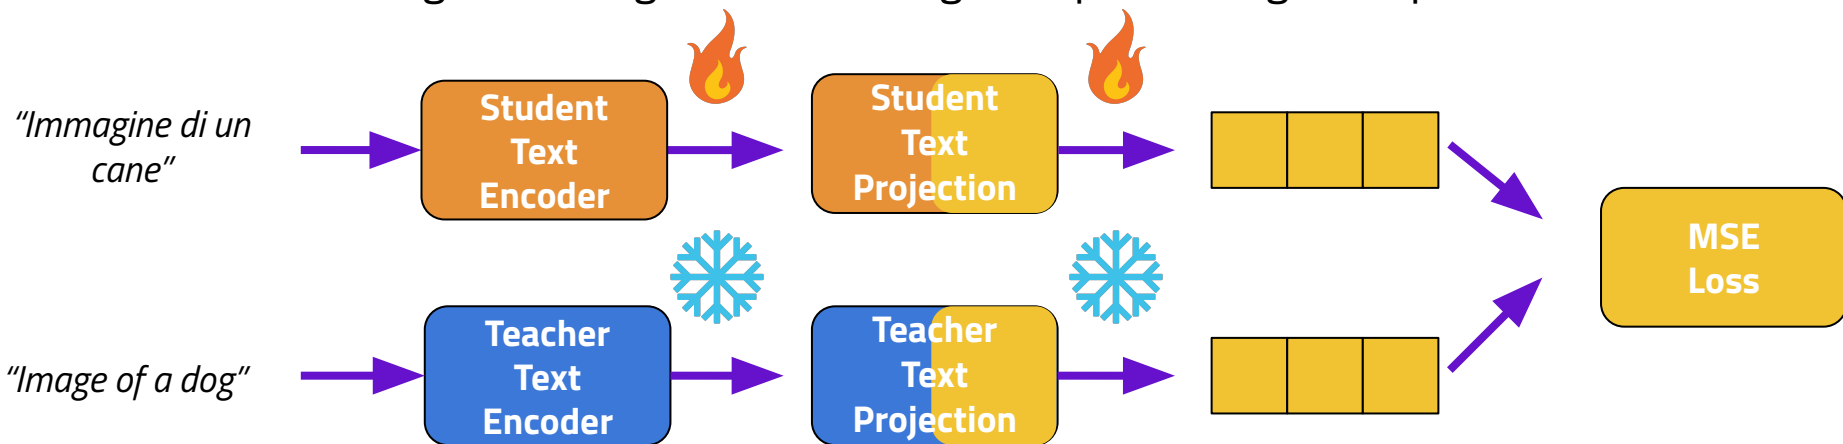 “Immagine di un
cane”
Student
Text
Encoder
Student
Text
Projection
MSE
Loss
“Image of a dog”
Teacher
Text
Encoder
Teacher
Text
Projection